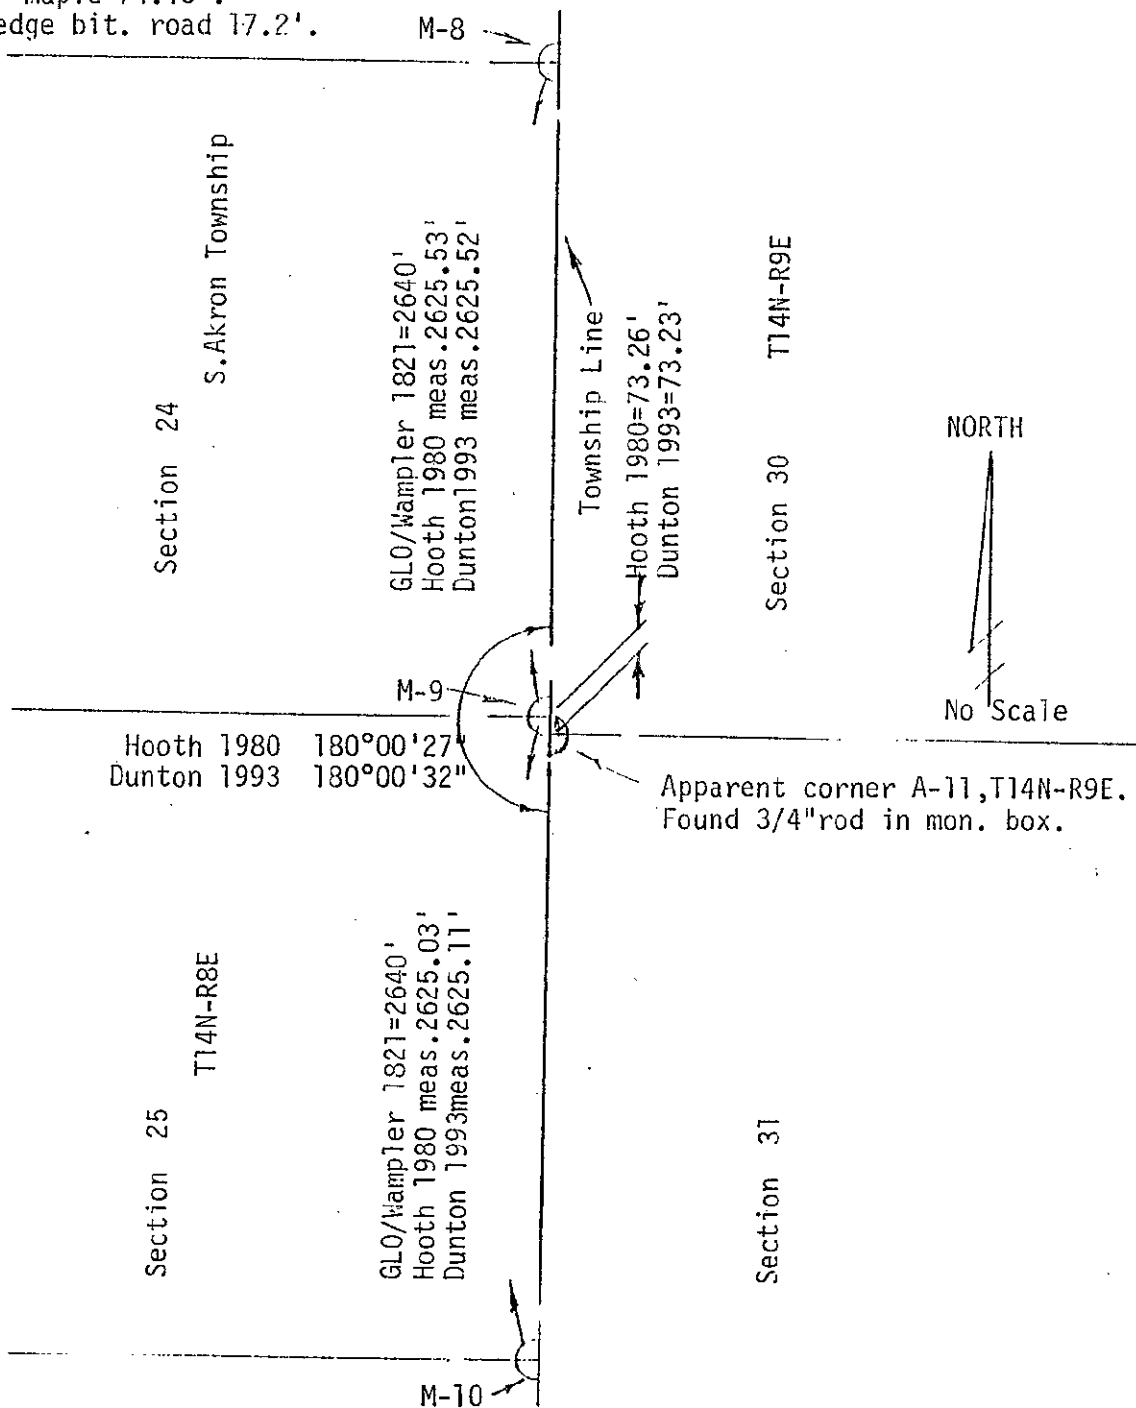 edge bit. road 17.2'.
M-8
S.Akron Township
Section 24
GLO/Wampler 1821=2640'
Hooth 1980 meas.2625.53'
Dunton1993 meas.2625.52'
Township Line
Hooth 1980=73.26'
Dunton 1993=73.23'
Section 30
T14N-R9E
NORTH
No Scale
M-9
Hooth 1980 180°00'27"
Dunton 1993 180°00'32"
Apparent corner A-11,T14N-R9E.
Found 3/4"rod in mon. box.
T14N-R8E
Section 25
GLO/Wampler 1821=2640'
Hooth 1980 meas.2625.03'
Dunton 1993meas.2625.11'
Section 31
M-10